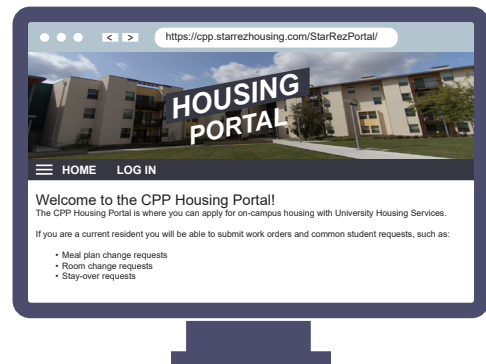 https://cpp.starrezhousing.com/StarRezPortal/
HOUSING
PORTAL
HOME LOG IN
Welcome to the CPP Housing Portal!
The CPP Housing Portal is where you can apply for on-campus housing with University Housing Services.
If you are a current resident you will be able to submit work orders and common student requests, such as:
• Meal plan change requests
• Room change requests
• Stay-over requests